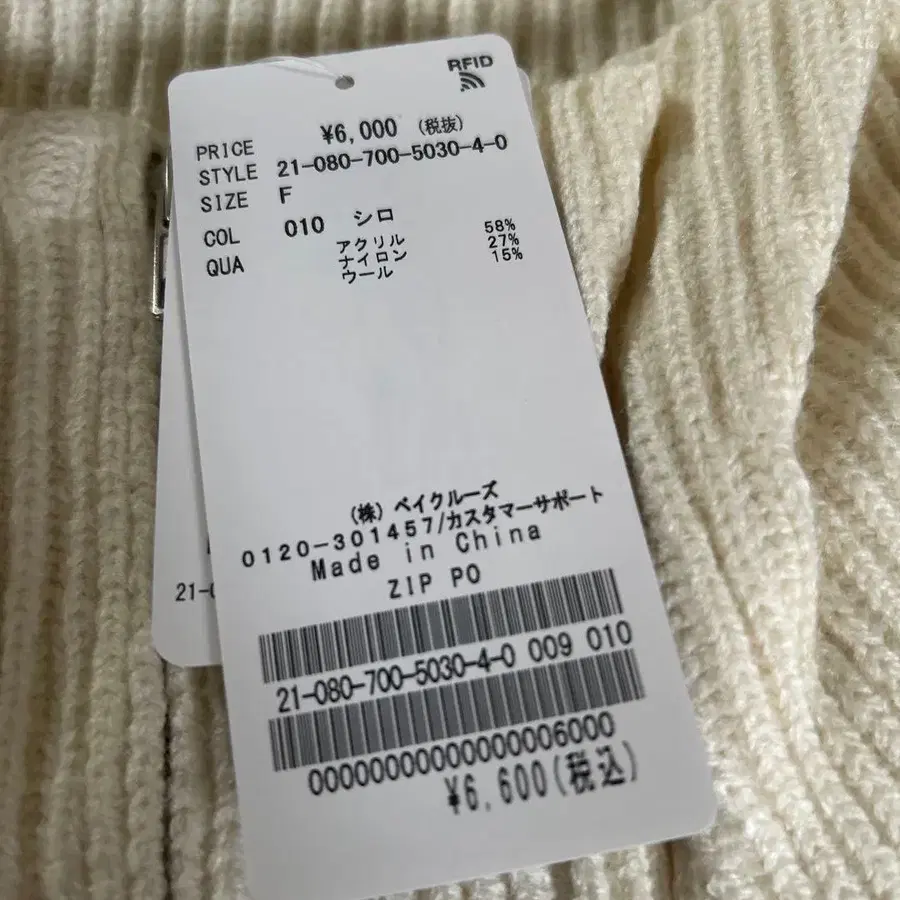 RFID
PRICE ¥6,000 (税抜)
STYLE 21-080-700-5030-4-0
SIZE F
COL 010 シロ
QUA アクリル 58%
ナイロン 27%
ウール 15%
(株) ベイクルーズ
0120-301457/カスタマーサポート
Made in China
ZIP PO
21-080-700-5030-4-0 009 010
00000000000000006000
¥6,600(税込)
21-0